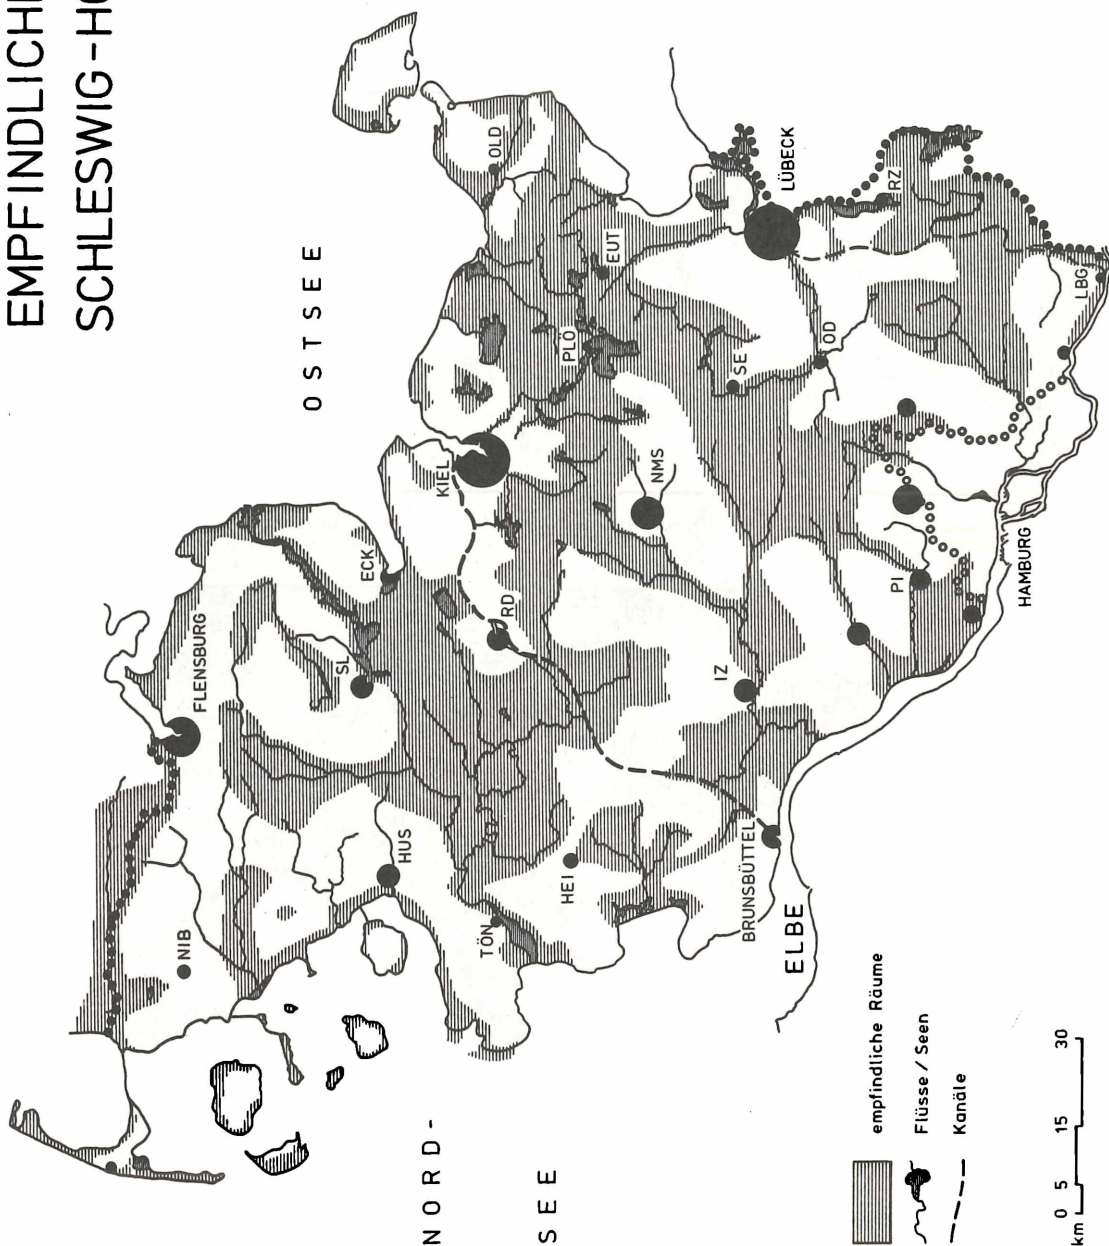 EMPFINDLICHE
SCHLESWIG-HO
OSTSEE
NORD-
SEE
FLENSBURG
NIB
SL
ECK
HUS
KIEL
OLD
RD
TÖN
HEI
PLÖ
EUT
NMS
SE
LÜBECK
IZ
BRUNSBÜTTEL
ELBE
OD
RZ
PI
HAMBURG
LBG
empfindliche Räume
Flüsse / Seen
Kanäle
km 0 5 15 30